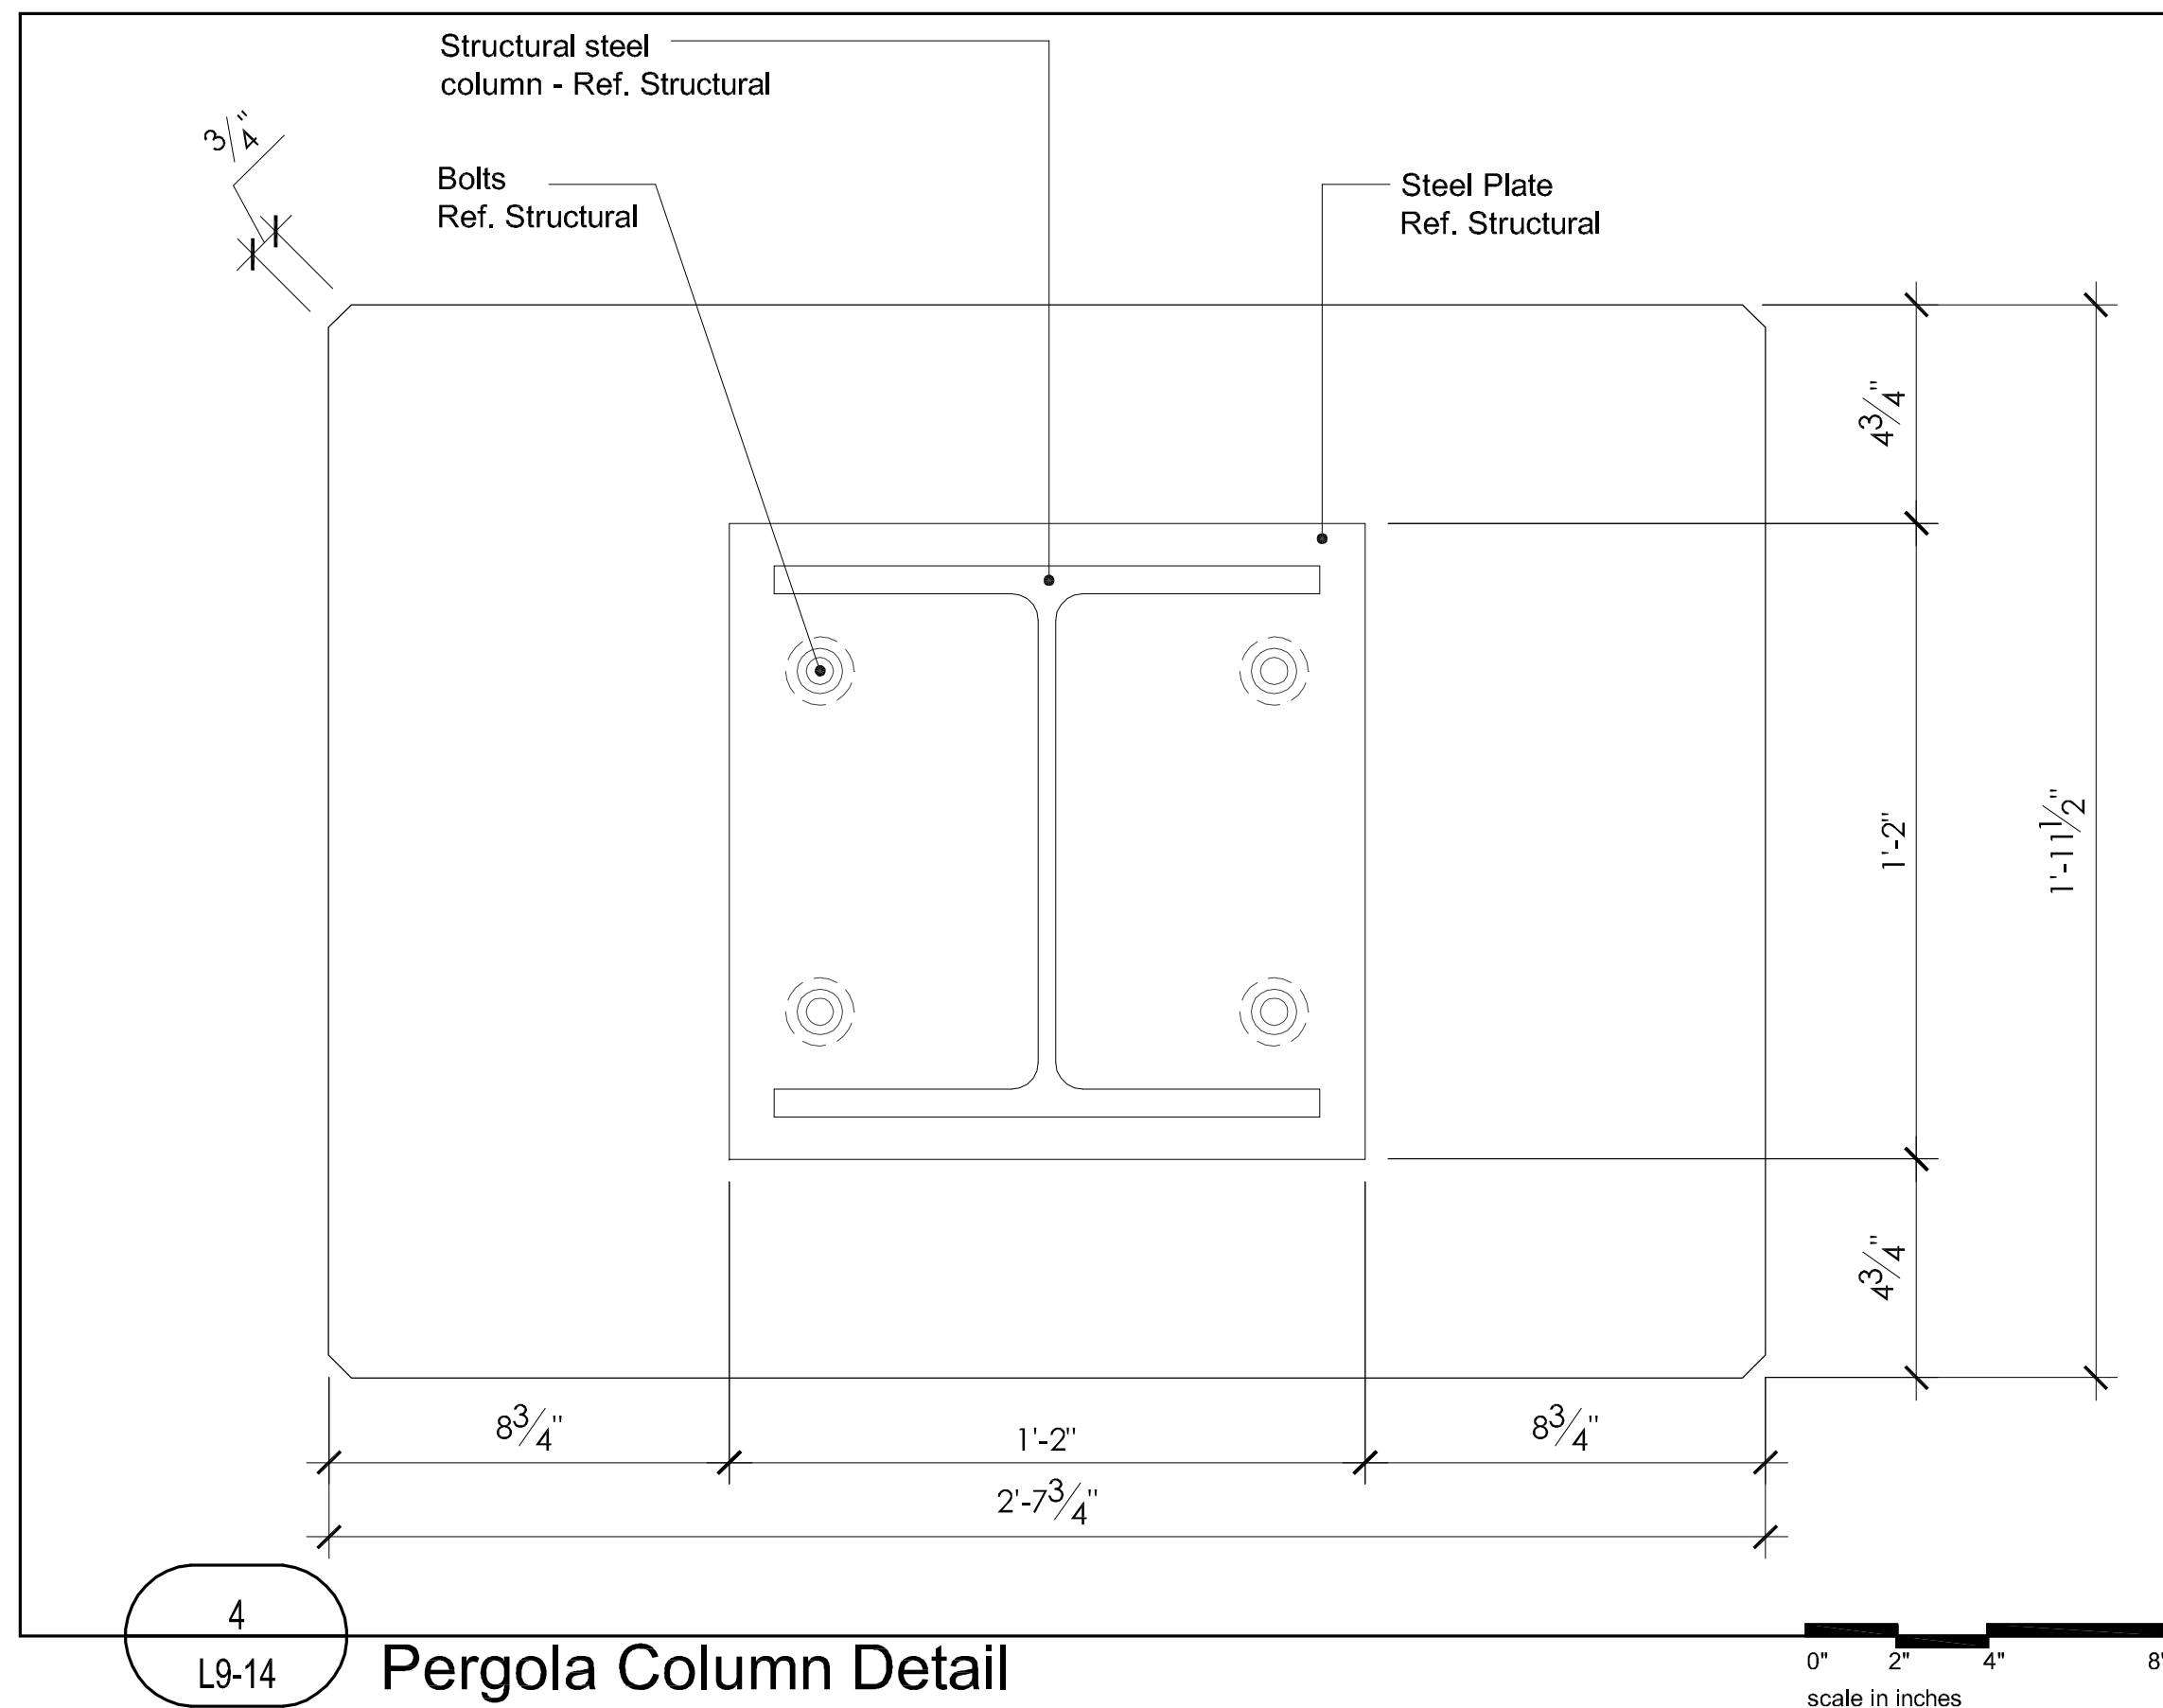 Structural steel
column - Ref. Structural
3/4"
Bolts
Ref. Structural
Steel Plate
Ref. Structural
4 3/4"
1'-2"
1'-11 1/2"
4 3/4"
8 3/4"
1'-2"
8 3/4"
2'-7 3/4"
4
L9-14
Pergola Column Detail
0" 2" 4" 8"
scale in inches